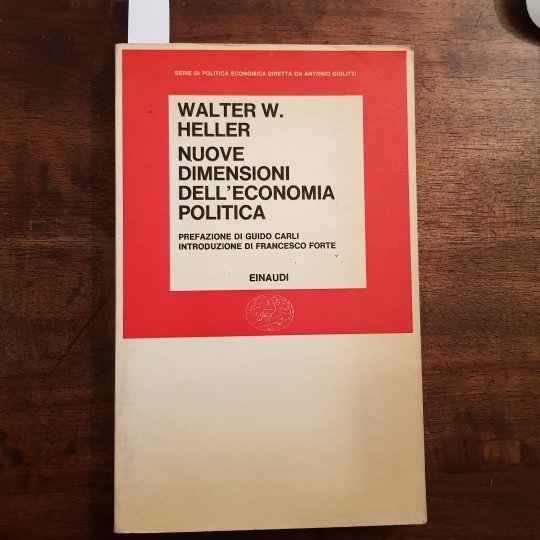 SERIE DI POLITICA ECONOMICA DIRETTA DA ANTONIO GIOLITTI
WALTER W.
HELLER
NUOVE
DIMENSIONI
DELL'ECONOMIA
POLITICA
PREFAZIONE DI GUIDO CARLI
INTRODUZIONE DI FRANCESCO FORTE
EINAUDI